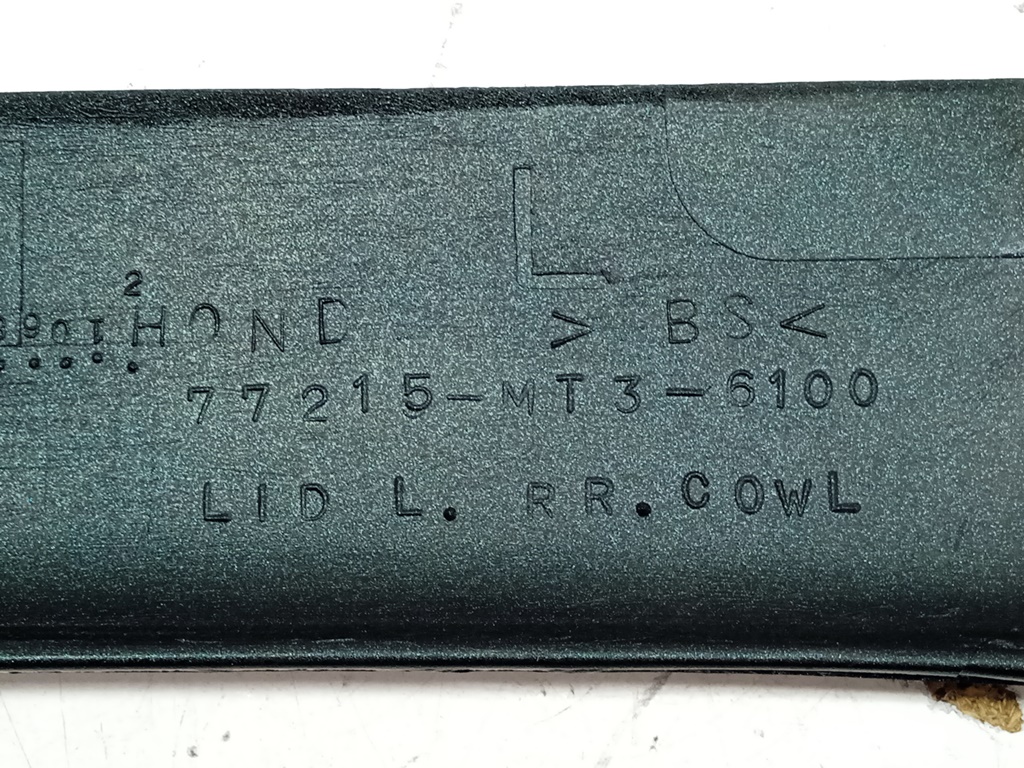 L
HOND > BS<
77215-MT3-6100
LID L. RR. COWL